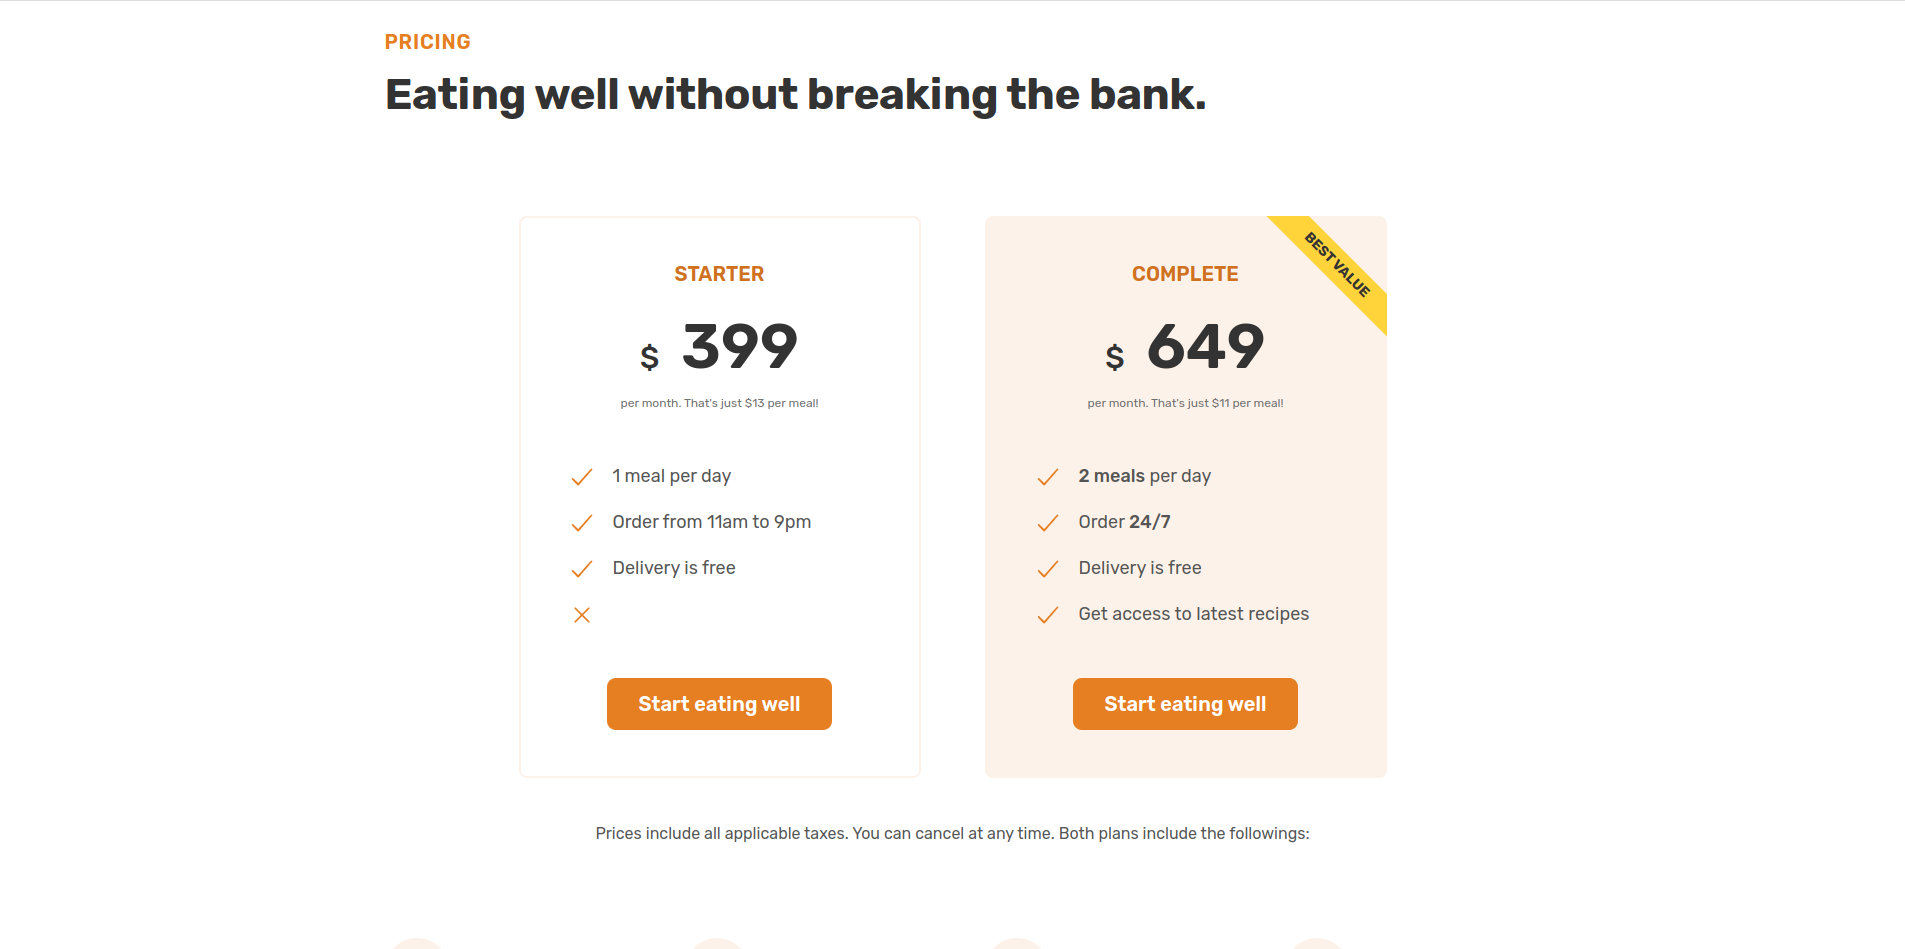 PRICING
Eating well without breaking the bank.
STARTER
$ 399
per month. That's just $13 per meal!
1 meal per day
Order from 11am to 9pm
Delivery is free
Start eating well
BEST VALUE
COMPLETE
$ 649
per month. That's just $11 per meal!
2 meals per day
Order 24/7
Delivery is free
Get access to latest recipes
Start eating well
Prices include all applicable taxes. You can cancel at any time. Both plans include the followings: